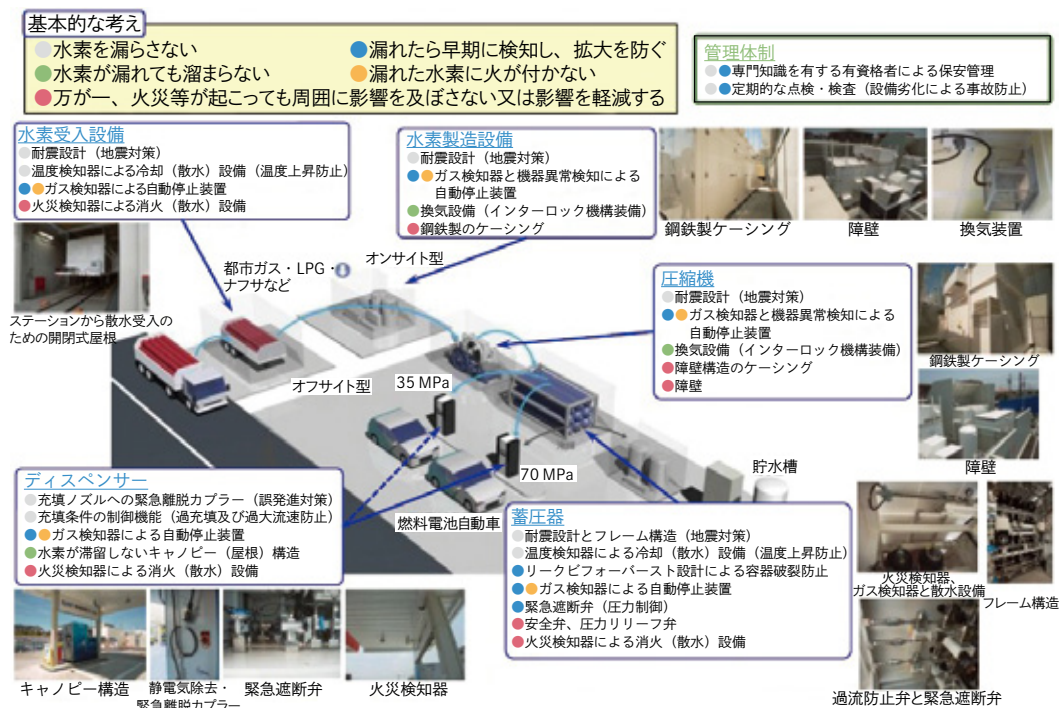 基本的な考え
水素を漏らさない
漏れたら早期に検知し、拡大を防ぐ
水素が漏れても溜まらない
漏れた水素に火が付かない
万が一、火災等が起こっても周囲に影響を及ぼさない又は影響を軽減する
管理体制
専門知識を有する有資格者による保安管理
定期的な点検・検査（設備劣化による事故防止）
水素受入設備
耐震設計（地震対策）
温度検知器による冷却（散水）設備（温度上昇防止）
ガス検知器による自動停止装置
火災検知器による消火（散水）設備
水素製造設備
耐震設計（地震対策）
ガス検知器と機器異常検知による
自動停止装置
換気設備（インターロック機構装備）
鋼鉄製のケーシング
鋼鉄製ケーシング
障壁
換気装置
ステーションから散水受入の
ための開閉式屋根
都市ガス・LPG・
ナフサなど
オンサイト型
オフサイト型
35 MPa
70 MPa
燃料電池自動車
貯水槽
圧縮機
耐震設計（地震対策）
ガス検知器と機器異常検知による
自動停止装置
換気設備（インターロック機構装備）
障壁構造のケーシング
障壁
鋼鉄製ケーシング
障壁
ディスペンサー
充填ノズルへの緊急離脱カプラー（誤発進対策）
充填条件の制御機能（過充填及び過大流速防止）
ガス検知器による自動停止装置
水素が滞留しないキャノピー（屋根）構造
火災検知器による消火（散水）設備
蓄圧器
耐震設計とフレーム構造（地震対策）
温度検知器による冷却（散水）設備（温度上昇防止）
リークビフォーバースト設計による容器破裂防止
ガス検知器による自動停止装置
緊急遮断弁（圧力制御）
安全弁、圧力リリーフ弁
火災検知器による消火（散水）設備
火災検知器、
ガス検知器と散水設備
フレーム構造
過流防止弁と緊急遮断弁
キャノピー構造
静電気除去・
緊急離脱カプラー
緊急遮断弁
火災検知器